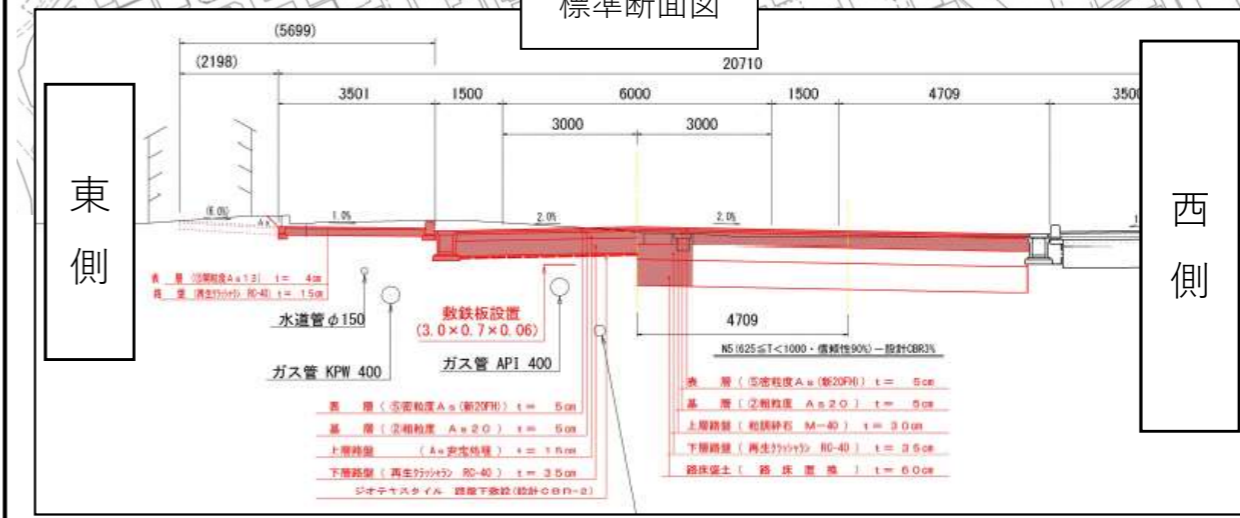 標準断面図
(5699)
(2198)
20710
3501
1500
6000
1500
4709
3500
3000
3000
東側
西側
(6.0%)
1.0%
2.0%
2.0%
表 層 (⑬開粒度As13) t= 4cm
路 盤 (再生クラッシャラン RC-40) t= 15cm
水道管φ150
ガス管 KPW 400
敷鉄板設置
(3.0×0.7×0.06)
ガス管 API 400
4709
N5(625≦T<1000・信頼性90%)-設計CBR3%
表 層 (⑤密粒度As(新20FH)) t= 5cm
基 層 (②粗粒度 As20) t= 5cm
上層路盤 (As安定処理) t= 15cm
下層路盤 (再生クラッシャラン RC-40) t= 35cm
ジオテキスタイル 路盤下敷設(設計CBR=2)
表 層 (⑤密粒度As(新20FH)) t= 5cm
基 層 (②粗粒度 As20) t= 5cm
上層路盤 (粒調砕石 M-40) t= 30cm
下層路盤 (再生クラッシャラン RC-40) t= 35cm
路床盛土 (路床置換) t= 60cm